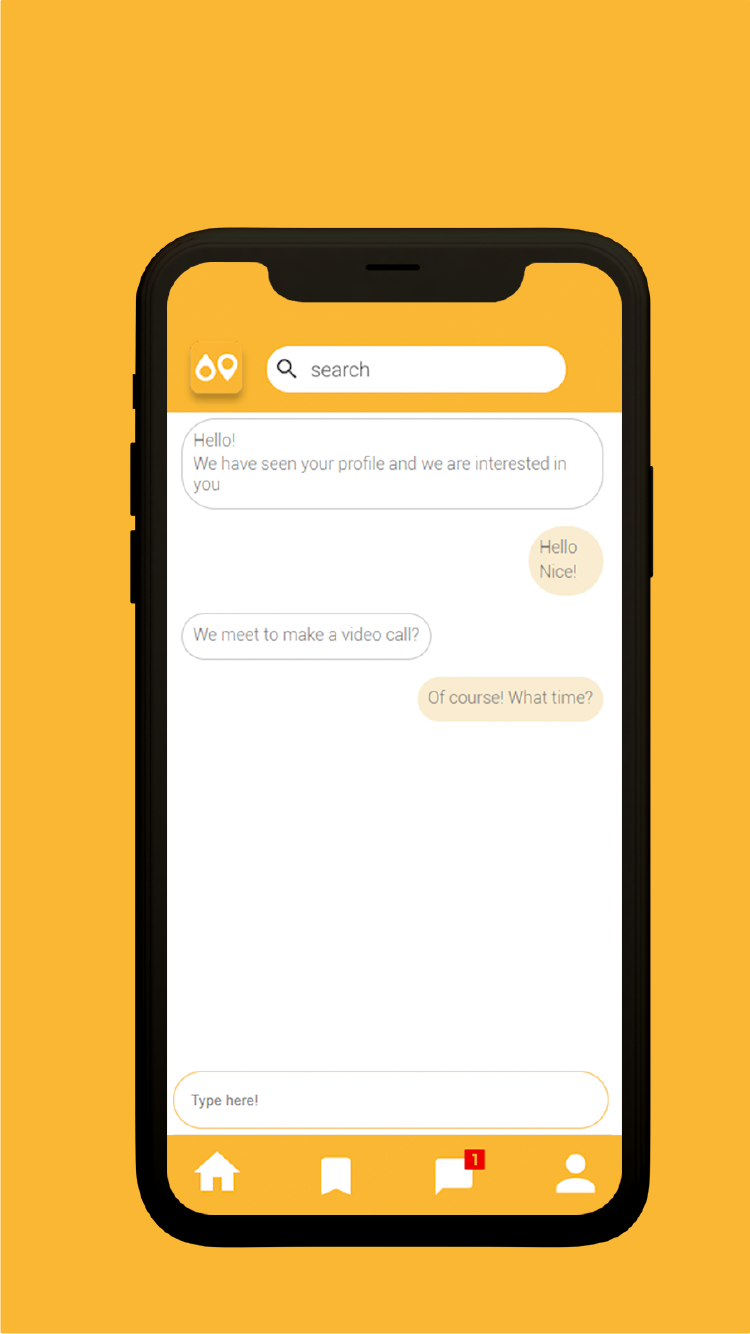 search
Hello!
We have seen your profile and we are interested in
you
Hello
Nice!
We meet to make a video call?
Of course! What time?
Type here!
1